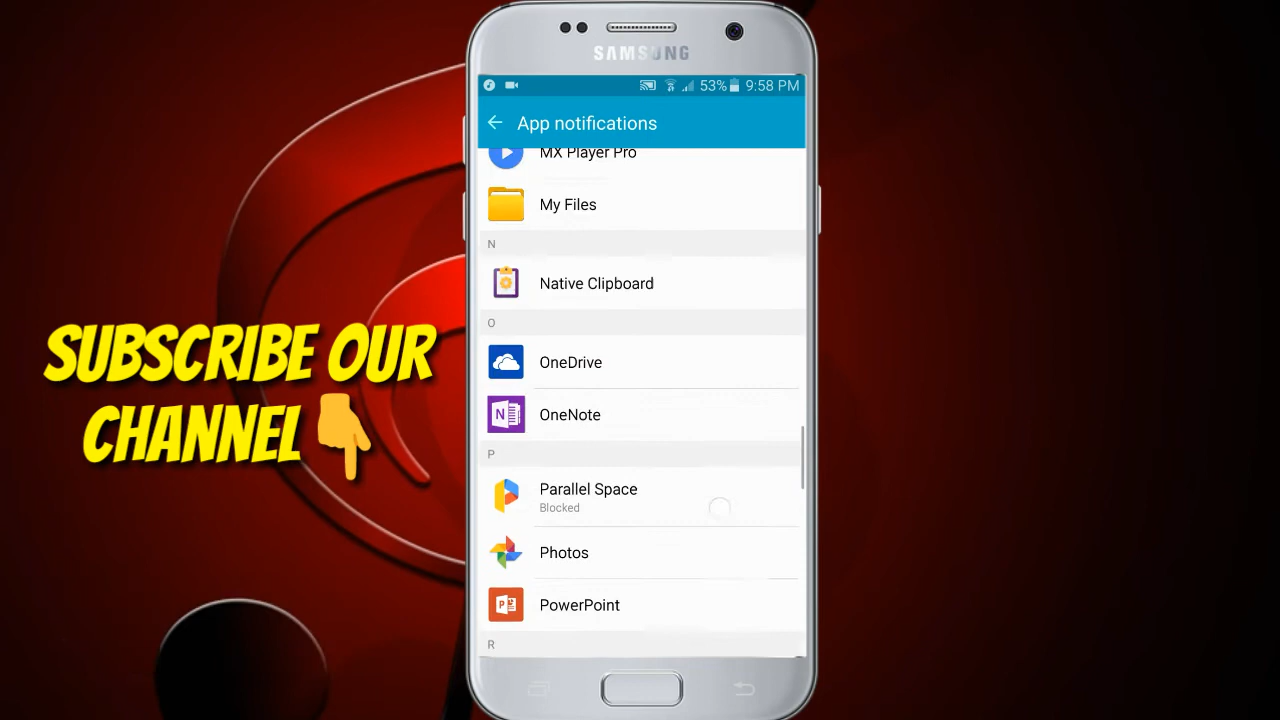 SAMSUNG
53% 9:58 PM
App notifications
MX Player Pro
My Files
N
Native Clipboard
O
OneDrive
OneNote
P
Parallel Space
Blocked
Photos
PowerPoint
R
SUBSCRIBE OUR
CHANNEL